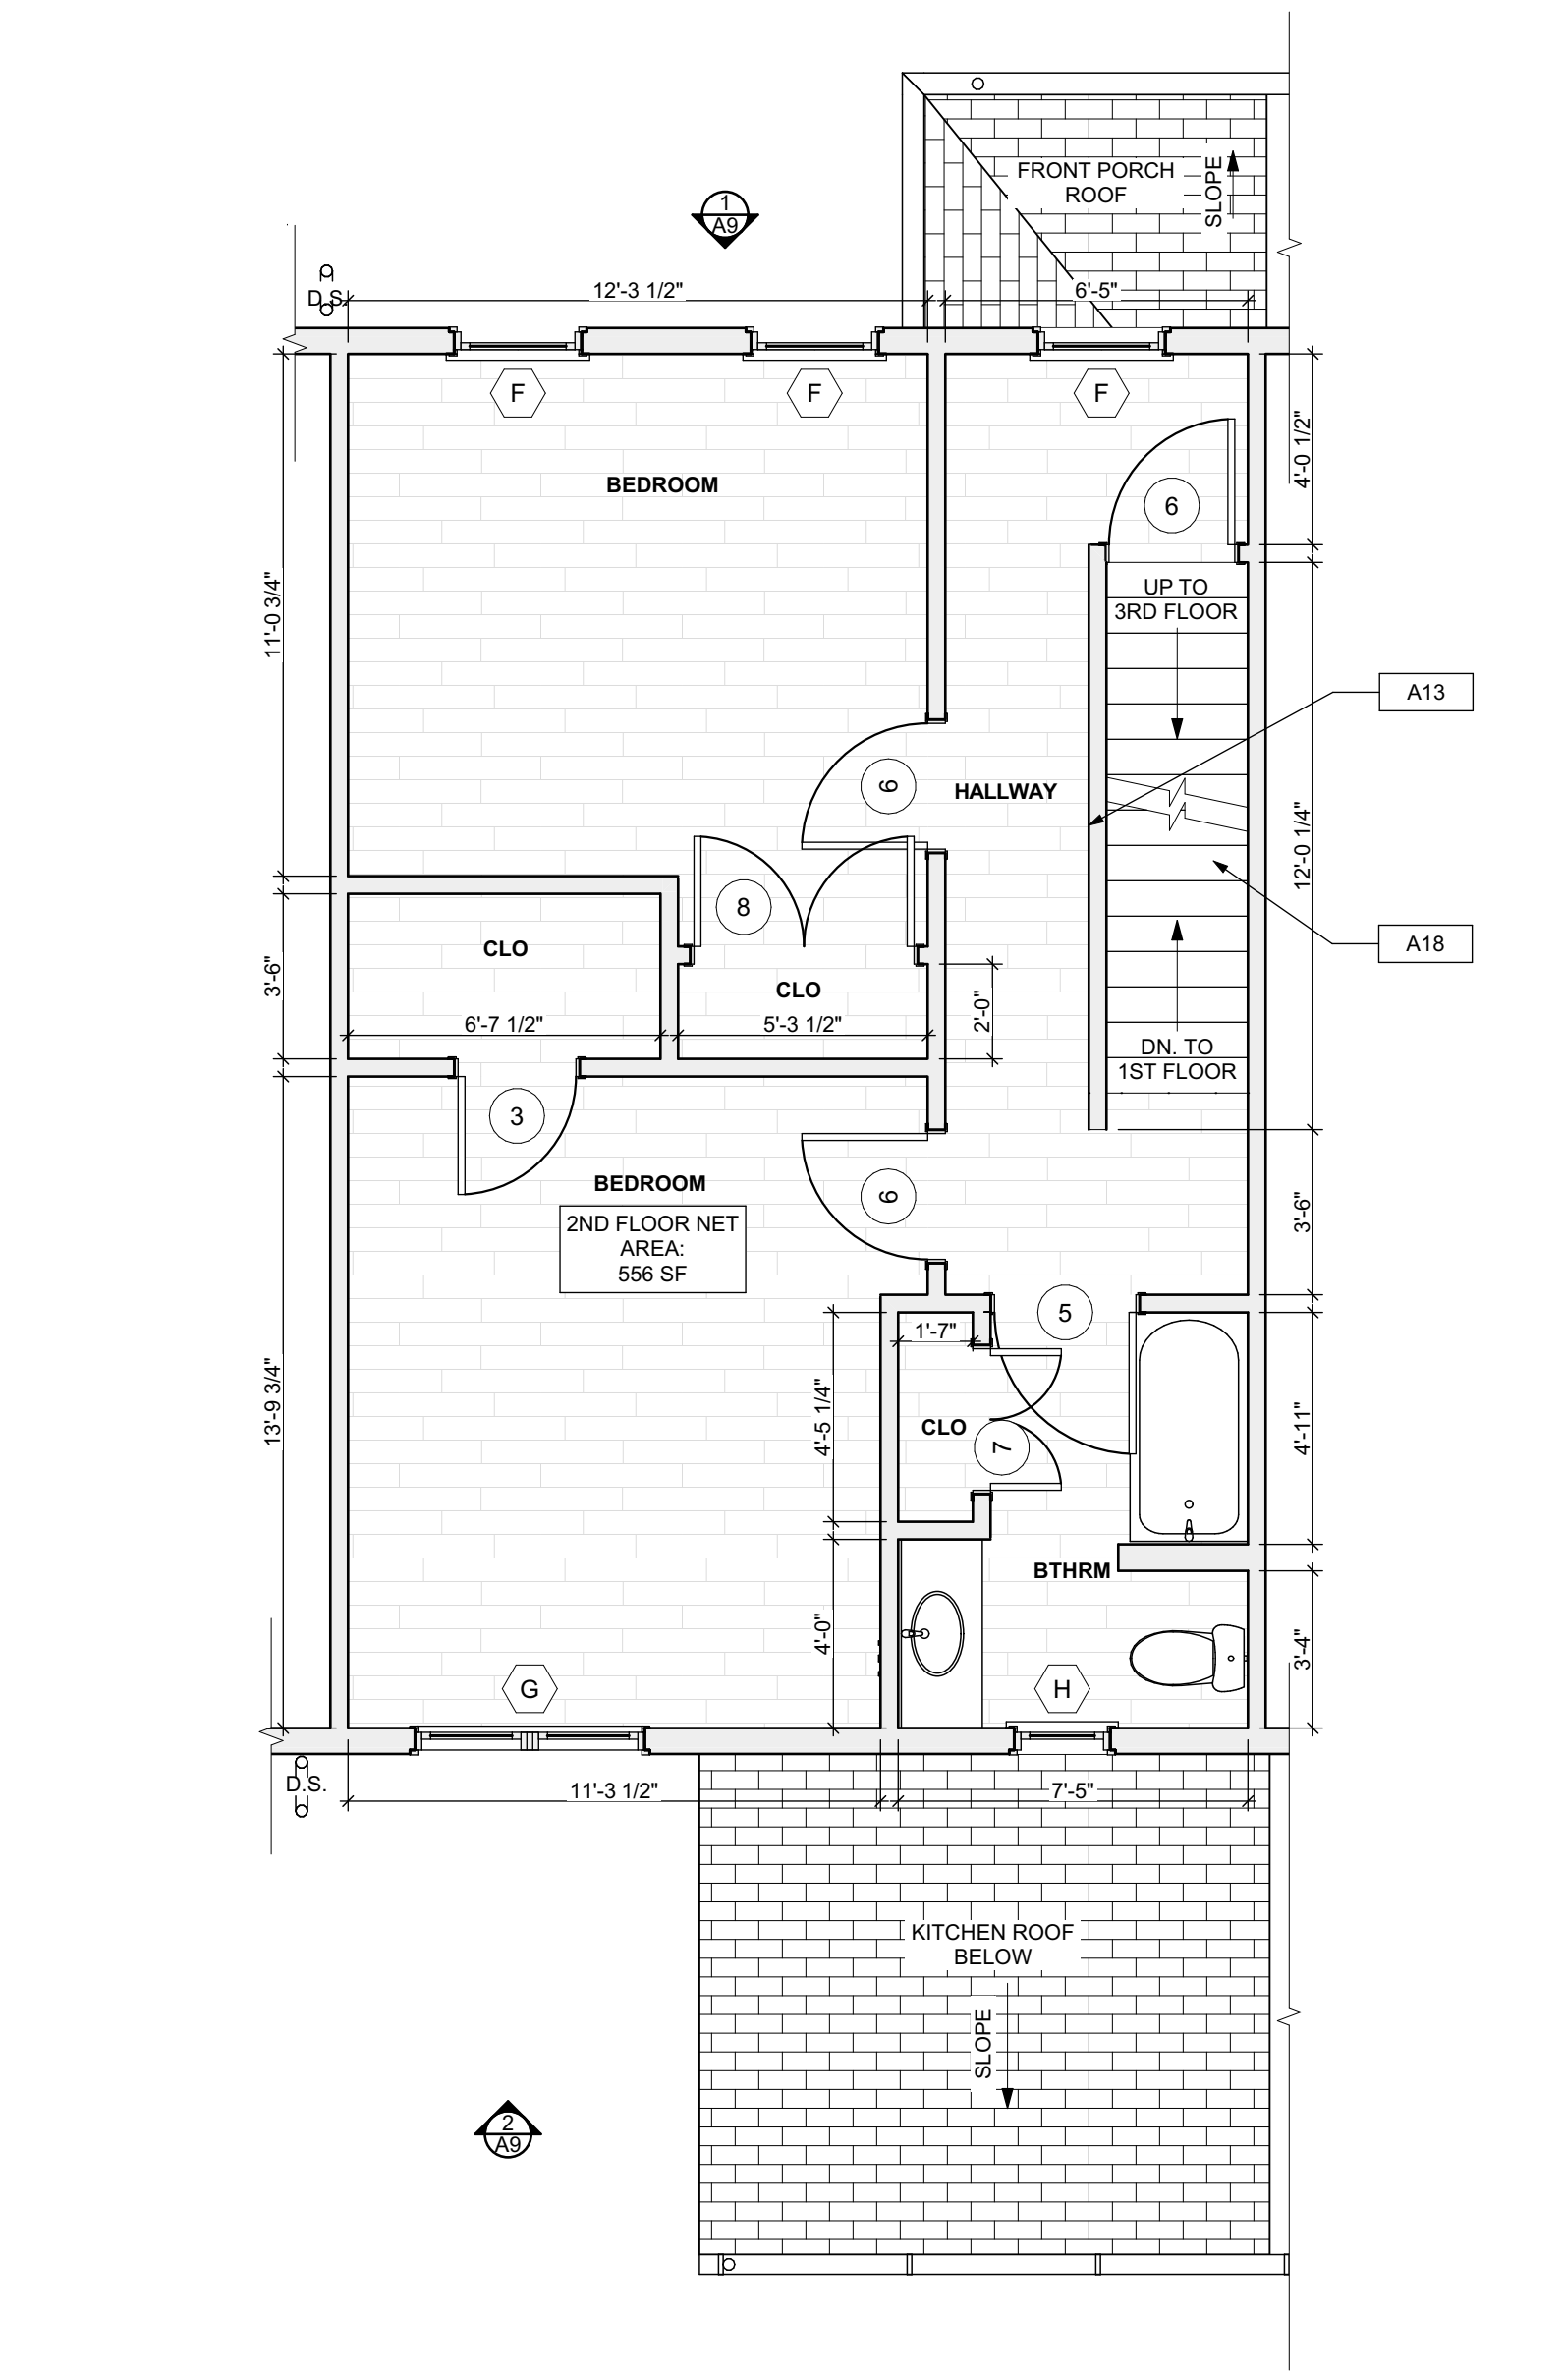 FRONT PORCH
ROOF
SLOPE
1
A9
D.S.
12'-3 1/2"
6'-5"
F
F
F
4'-0 1/2"
BEDROOM
6
11'-0 3/4"
UP TO
3RD FLOOR
A13
6
HALLWAY
12'-0 1/4"
8
A18
CLO
CLO
3'-6"
6'-7 1/2"
5'-3 1/2"
2'-0"
DN. TO
1ST FLOOR
3
BEDROOM
6
2ND FLOOR NET
AREA:
556 SF
3'-6"
5
1'-7"
13'-9 3/4"
4'-5 1/4"
CLO
7
4'-11"
BTHRM
4'-0"
3'-4"
G
H
D.S.
11'-3 1/2"
7'-5"
KITCHEN ROOF
BELOW
SLOPE
2
A9